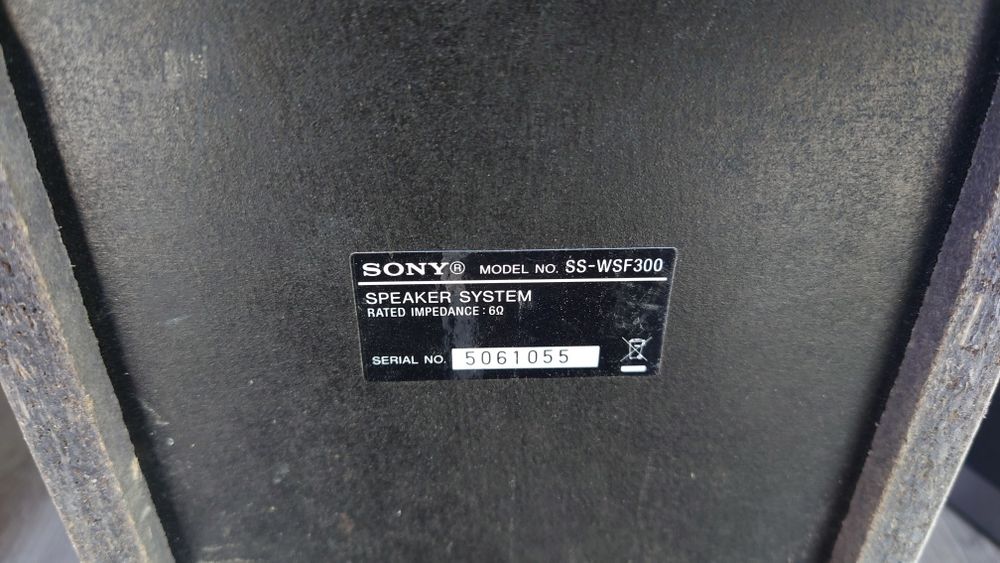 SONY® MODEL NO. SS-WSF300
SPEAKER SYSTEM
RATED IMPEDANCE : 6Ω
SERIAL NO. 5061055